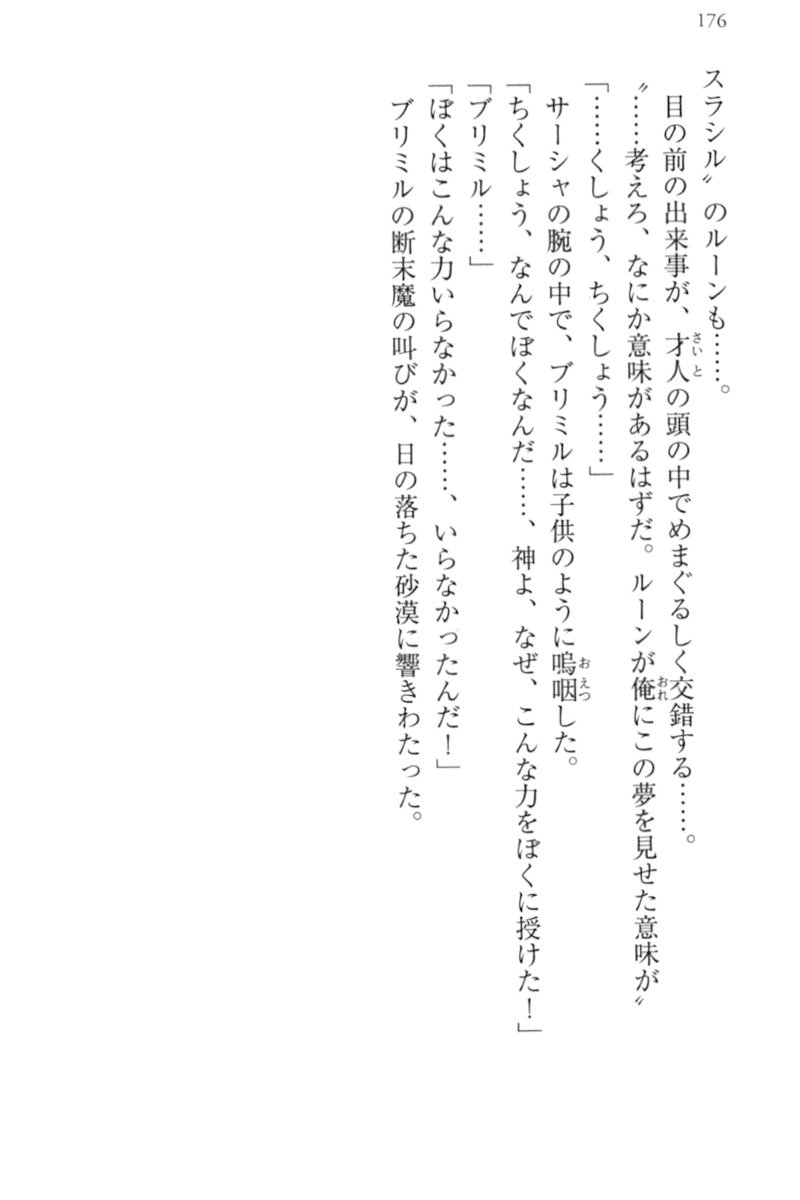 176
スラシル〟のルーンも……。
　目の前の出来事が、才人の頭の中でめまぐるしく交錯する……。
〝……考えろ、なにか意味があるはずだ。ルーンが俺にこの夢を見せた意味が〟
「……くしょう、ちくしょう……」
　サーシャの腕の中で、ブリミルは子供のように嗚咽した。
「ちくしょう、なんでぼくなんだ……、神よ、なぜ、こんな力をぼくに授けた！」
「ブリミル……」
「ぼくはこんな力いらなかった……、いらなかったんだ！」
　ブリミルの断末魔の叫びが、日の落ちた砂漠に響きわたった。